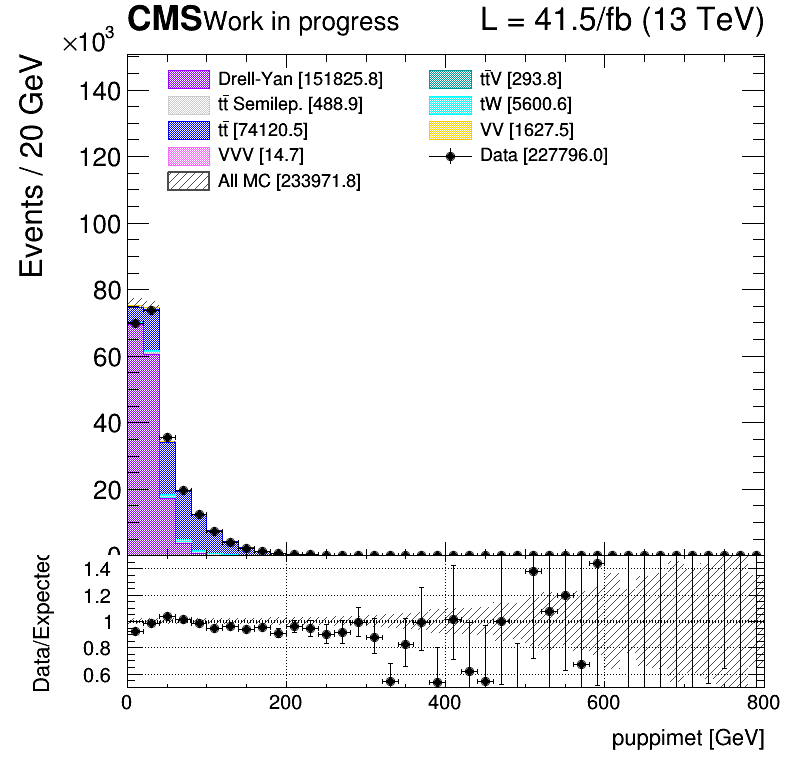 CMS Work in progress L = 41.5/fb (13 TeV)
×10³
Events / 20 GeV
140
120
100
80
60
40
20
0
Drell-Yan [151825.8]
tt̄ Semilep. [488.9]
tt̄ [74120.5]
VVV [14.7]
All MC [233971.8]
tt̄V [293.8]
tW [5600.6]
VV [1627.5]
Data [227796.0]
Data/Expected
1.4
1.2
1
0.8
0.6
0 200 400 600 800
puppimet [GeV]